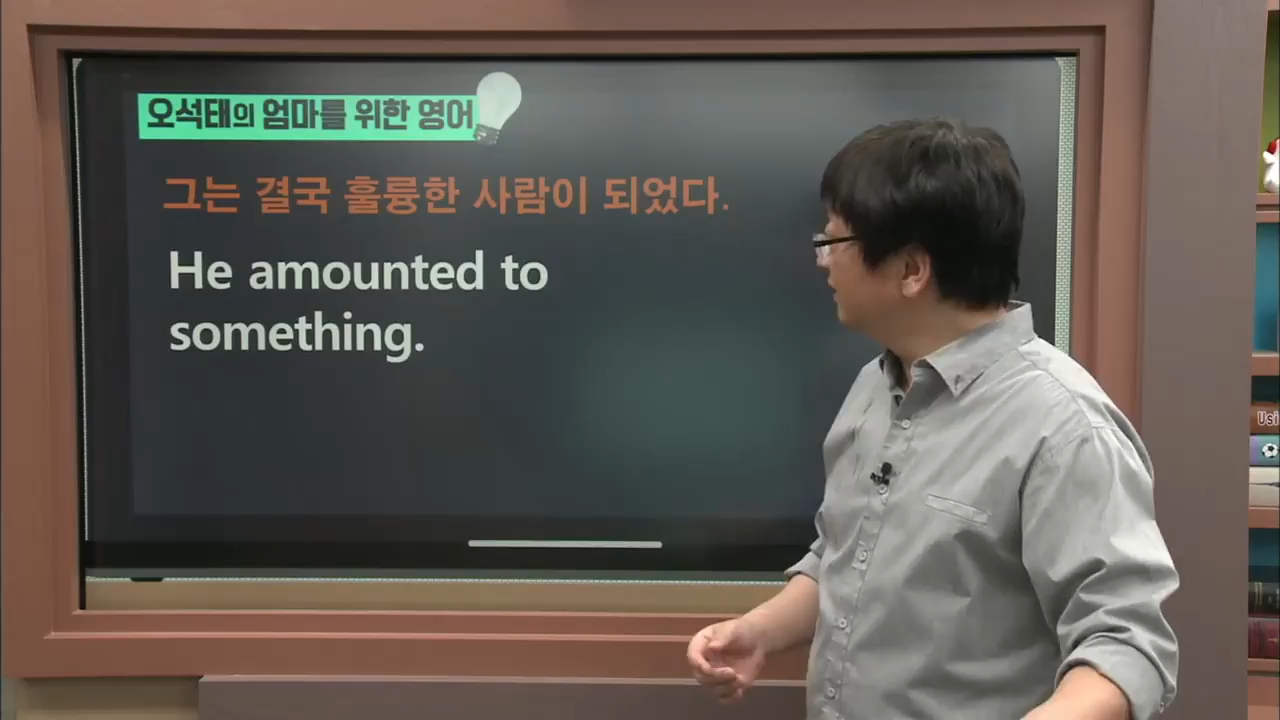 오석태의 엄마를 위한 영어
그는 결국 훌륭한 사람이 되었다.
He amounted to
something.
Usi